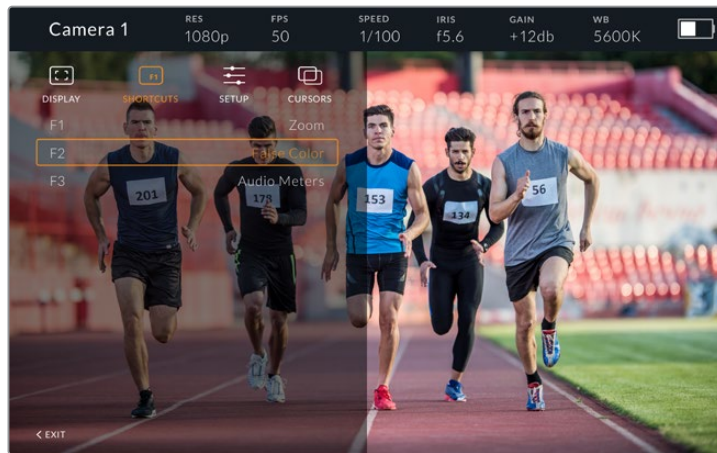 Camera 1
RES
1080p
FPS
50
SPEED
1/100
IRIS
f5.6
GAIN
+12db
WB
5600K
F1
DISPLAY
SHORTCUTS
SETUP
CURSORS
F1 Zoom
F2 False Color
F3 Audio Meters
201
178
153
134
56
< EXIT